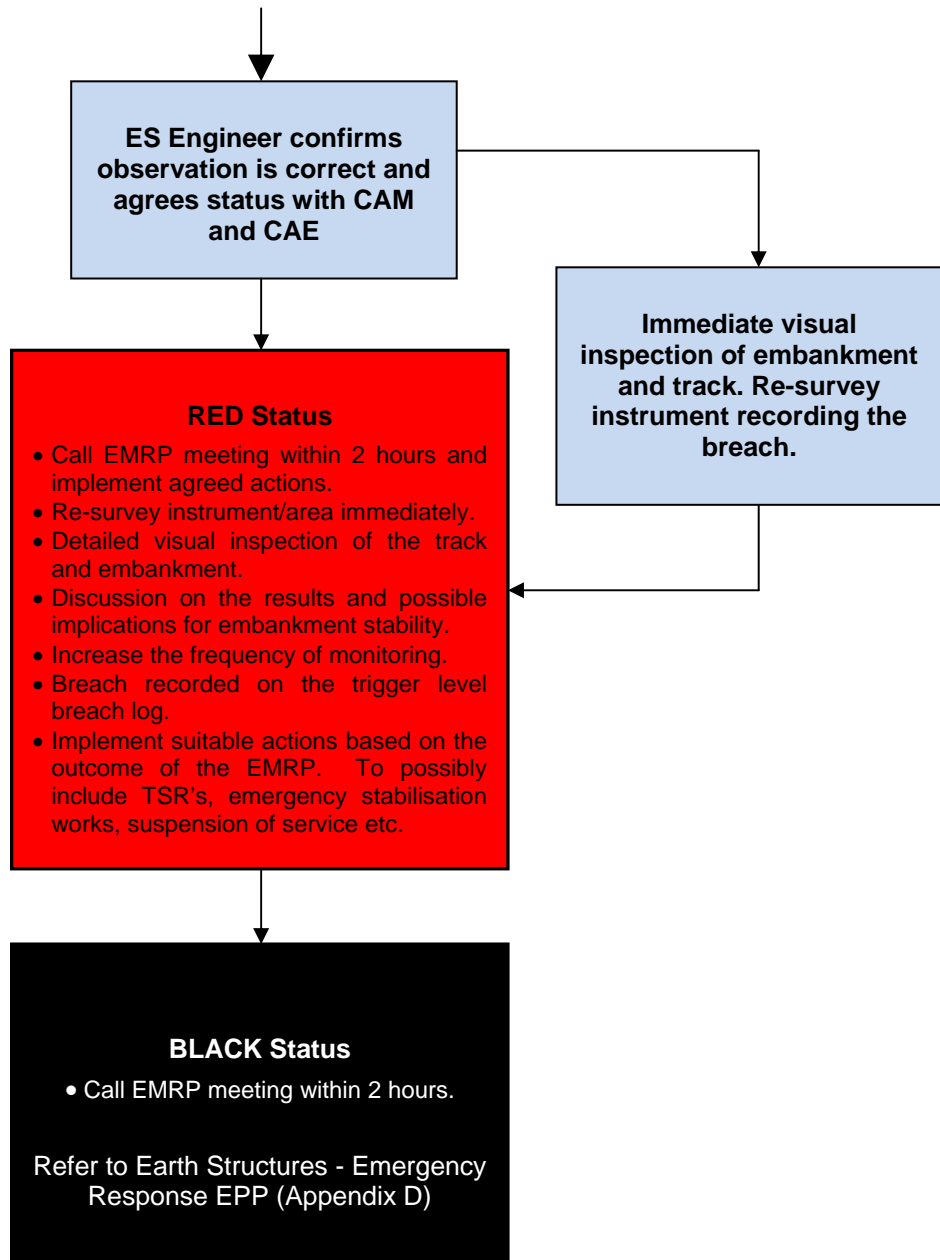 ES Engineer confirms
observation is correct and
agrees status with CAM
and CAE
Immediate visual
inspection of embankment
and track. Re-survey
instrument recording the
breach.
RED Status
• Call EMRP meeting within 2 hours and
implement agreed actions.
• Re-survey instrument/area immediately.
• Detailed visual inspection of the track
and embankment.
• Discussion on the results and possible
implications for embankment stability.
• Increase the frequency of monitoring.
• Breach recorded on the trigger level
breach log.
• Implement suitable actions based on the
outcome of the EMRP. To possibly
include TSR's, emergency stabilisation
works, suspension of service etc.
BLACK Status
• Call EMRP meeting within 2 hours.
Refer to Earth Structures - Emergency
Response EPP (Appendix D)